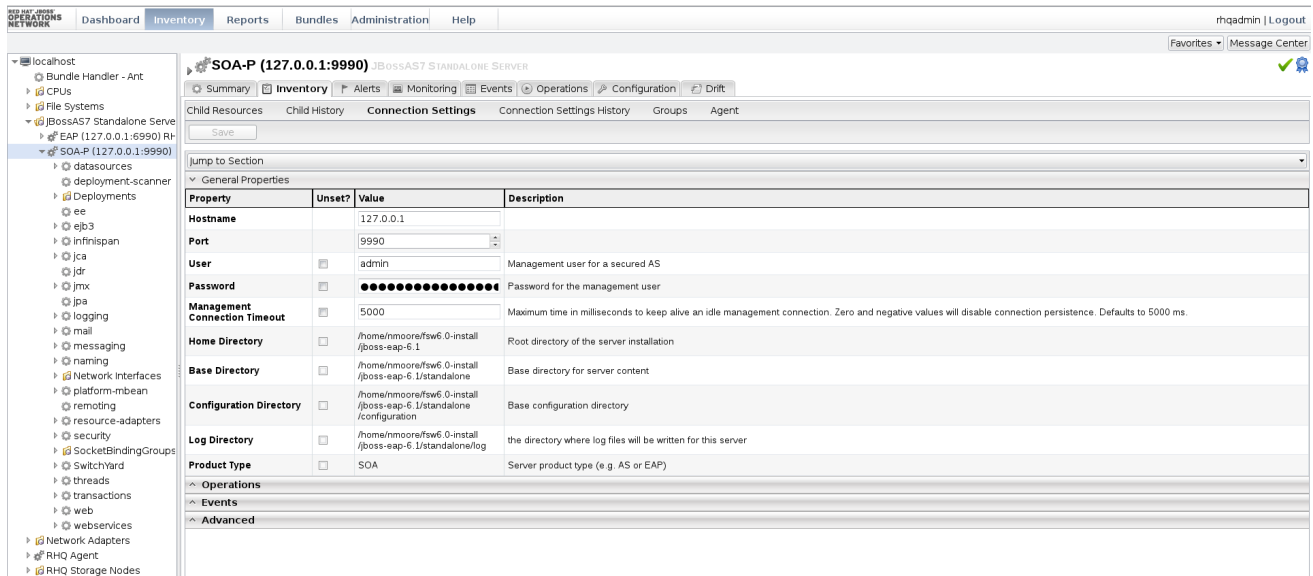 RED HAT' JBOSS'
OPERATIONS
NETWORK
Dashboard Inventory Reports Bundles Administration Help
rhqadmin | Logout
Favorites Message Center
localhost
Bundle Handler - Ant
CPUs
File Systems
JBossAS7 Standalone Serve
EAP (127.0.0.1:6990) RH
SOA-P (127.0.0.1:9990)
datasources
deployment-scanner
Deployments
ee
ejb3
infinispan
jca
jdr
jmx
jpa
logging
mail
messaging
naming
Network Interfaces
platform-mbean
remoting
resource-adapters
security
SocketBindingGroups
SwitchYard
threads
transactions
web
webservices
Network Adapters
RHQ Agent
RHQ Storage Nodes
SOA-P (127.0.0.1:9990) JBOSSAS7 STANDALONE SERVER
Summary Inventory Alerts Monitoring Events Operations Configuration Drift
Child Resources Child History Connection Settings Connection Settings History Groups Agent
Save
Jump to Section
General Properties
Property Unset? Value Description
Hostname 127.0.0.1
Port 9990
User admin Management user for a secured AS
Password Password for the management user
Management
Connection Timeout 5000 Maximum time in milliseconds to keep alive an idle management connection. Zero and negative values will disable connection persistence. Defaults to 5000 ms.
Home Directory /home/nmoore/fsw6.0-install
/jboss-eap-6.1 Root directory of the server installation
Base Directory /home/nmoore/fsw6.0-install
/jboss-eap-6.1/standalone Base directory for server content
Configuration Directory /home/nmoore/fsw6.0-install
/jboss-eap-6.1/standalone
/configuration Base configuration directory
Log Directory /home/nmoore/fsw6.0-install
/jboss-eap-6.1/standalone/log the directory where log files will be written for this server
Product Type SOA Server product type (e.g. AS or EAP)
Operations
Events
Advanced